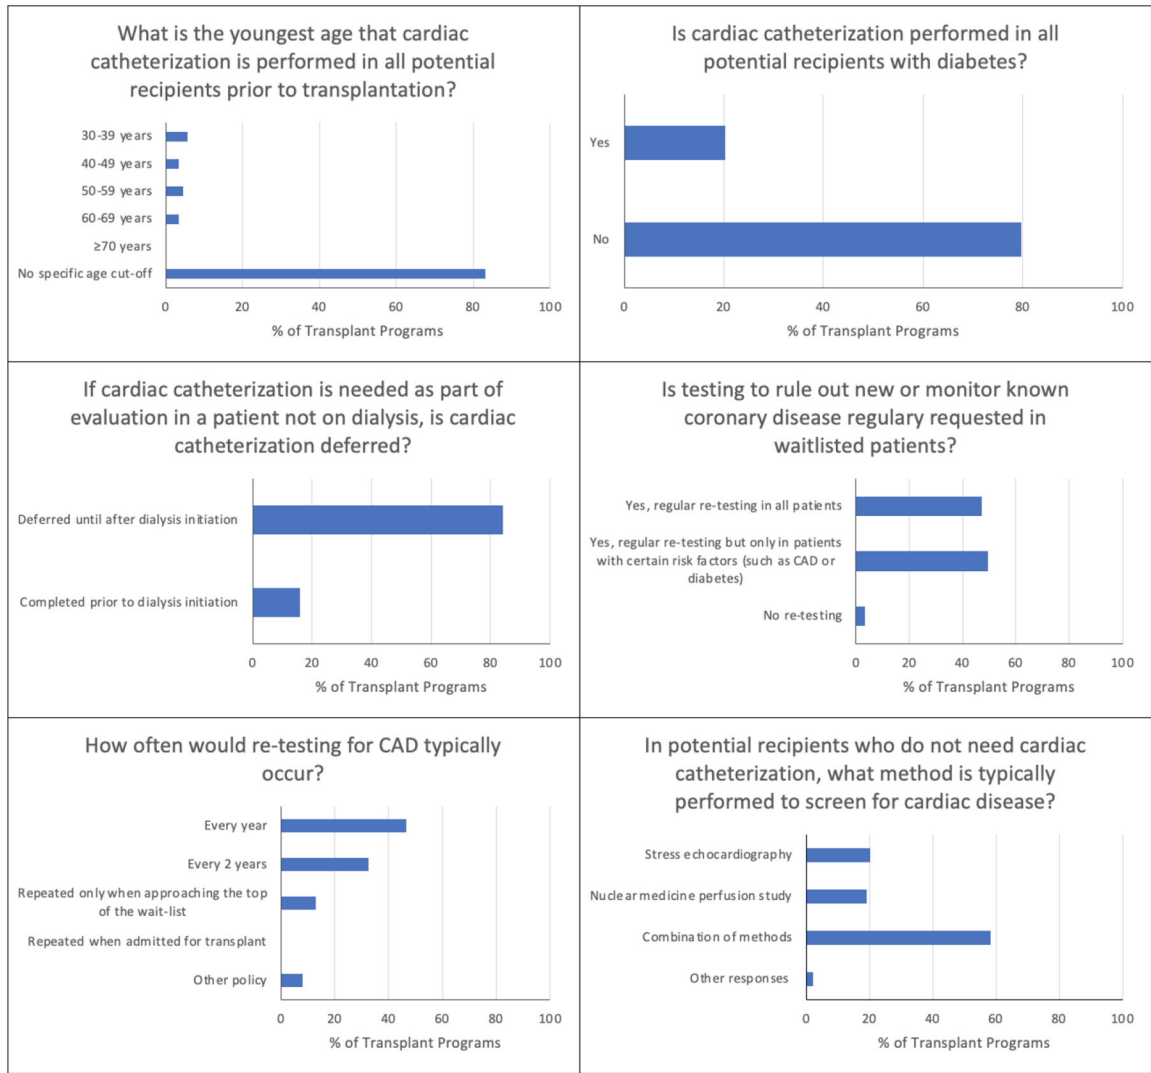 What is the youngest age that cardiac
catheterization is performed in all potential
recipients prior to transplantation?
30-39 years
40-49 years
50-59 years
60-69 years
≥70 years
No specific age cut-off
0 20 40 60 80 100
% of Transplant Programs
Is cardiac catheterization performed in all
potential recipients with diabetes?
Yes
No
0 20 40 60 80 100
% of Transplant Programs
If cardiac catheterization is needed as part of
evaluation in a patient not on dialysis, is cardiac
catheterization deferred?
Deferred until after dialysis initiation
Completed prior to dialysis initiation
0 20 40 60 80 100
% of Transplant Programs
Is testing to rule out new or monitor known
coronary disease regulary requested in
waitlisted patients?
Yes, regular re-testing in all patients
Yes, regular re-testing but only in patients
with certain risk factors (such as CAD or
diabetes)
No re-testing
0 20 40 60 80 100
% of Transplant Programs
How often would re-testing for CAD typically
occur?
Every year
Every 2 years
Repeated only when approaching the top
of the wait-list
Repeated when admitted for transplant
Other policy
0 20 40 60 80 100
% of Transplant Programs
In potential recipients who do not need cardiac
catheterization, what method is typically
performed to screen for cardiac disease?
Stress echocardiography
Nuclear medicine perfusion study
Combination of methods
Other responses
0 20 40 60 80 100
% of Transplant Programs